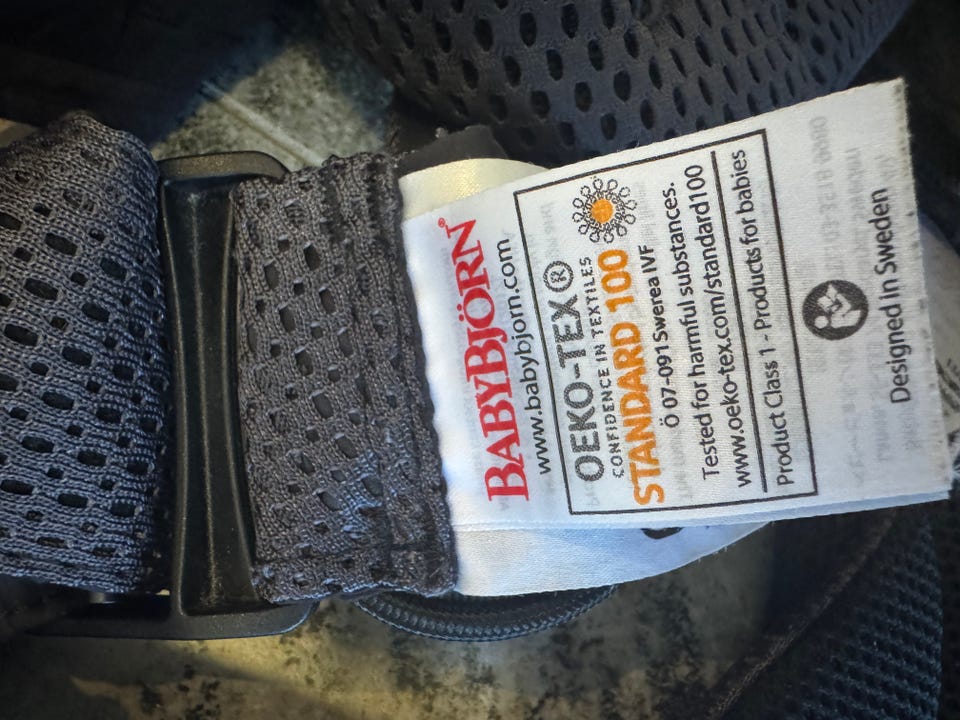 BABYBJÖRN®
www.babybjorn.com
OEKO-TEX®
CONFIDENCE IN TEXTILES
STANDARD 100
Ö 07-091 Swerea IVF
Tested for harmful substances.
www.oeko-tex.com/standard100
Product Class 1 - Products for babies
Designed in Sweden